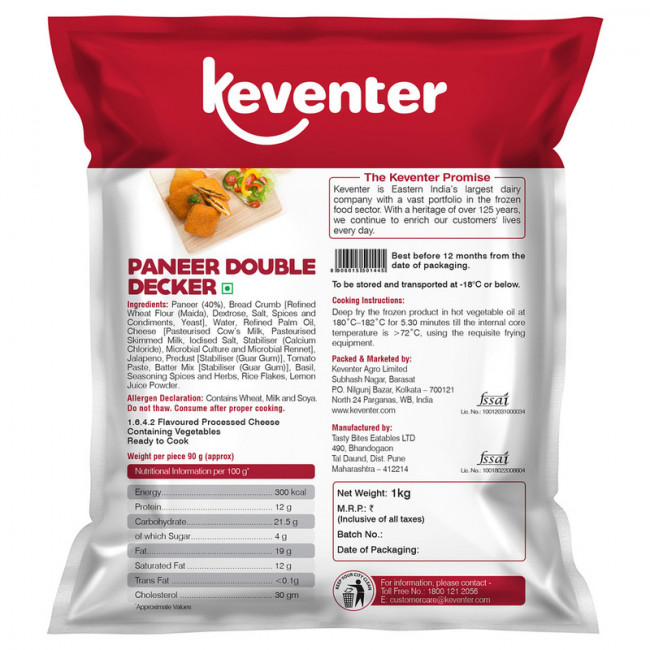 keventer
The Keventer Promise
Keventer is Eastern India's largest dairy
company with a vast portfolio in the frozen
food sector. With a heritage of over 125 years,
we continue to enrich our customers' lives
every day.
PANEER DOUBLE
DECKER
Ingredients: Paneer (40%), Bread Crumb [Refined
Wheat Flour (Maida), Dextrose, Salt, Spices and
Condiments, Yeast], Water, Refined Palm Oil,
Cheese [Pasteurised Cow's Milk, Pasteurised
Skimmed Milk, Iodised Salt, Stabiliser (Calcium
Chloride), Microbial Culture and Microbial Rennet],
Jalapeno, Predust [Stabiliser (Guar Gum)], Tomato
Paste, Batter Mix [Stabiliser (Guar Gum)], Basil,
Seasoning Spices and Herbs, Rice Flakes, Lemon
Juice Powder.
Allergen Declaration: Contains Wheat, Milk and Soya.
Do not thaw. Consume after proper cooking.
1.6.4.2 Flavoured Processed Cheese
Containing Vegetables
Ready to Cook
Weight per piece 90 g (approx)
Nutritional Information per 100 g*
Energy 300 kcal
Protein 12 g
Carbohydrate 21.5 g
of which Sugar 4 g
Fat 19 g
Saturated Fat 12 g
Trans Fat <0.1g
Cholesterol 30 gm
*Approximate Values
Best before 12 months from the
date of packaging.
To be stored and transported at -18°C or below.
Cooking Instructions:
Deep fry the frozen product in hot vegetable oil at
180°C–182°C for 5.30 minutes till the internal core
temperature is >72°C, using the requisite frying
equipment.
Packed & Marketed by:
Keventer Agro Limited
Subhash Nagar, Barasat
P.O. Nilgunj Bazar, Kolkata – 700121
North 24 Parganas, WB, India
www.keventer.com
fssai
Lic. No.: 10012031000034
Manufactured by:
Tasty Bites Eatables LTD
490, Bhandogaon
Tal Daund, Dist. Pune
Maharashtra – 412214
fssai
Lic. No.: 10018022008604
Net Weight: 1kg
M.R.P.: ₹
(Inclusive of all taxes)
Batch No.:
Date of Packaging:
KEEP YOUR CITY CLEAN
For information, please contact -
Toll Free No.: 1800 121 2056
E: customercare@keventer.com